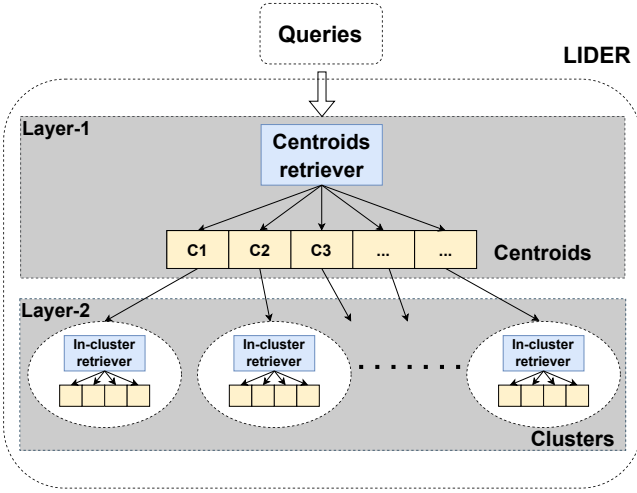 Queries
LIDER
Layer-1
Centroids
retriever
C1 C2 C3 ... ...
Centroids
Layer-2
In-cluster
retriever
In-cluster
retriever
. . . . . . .
In-cluster
retriever
Clusters